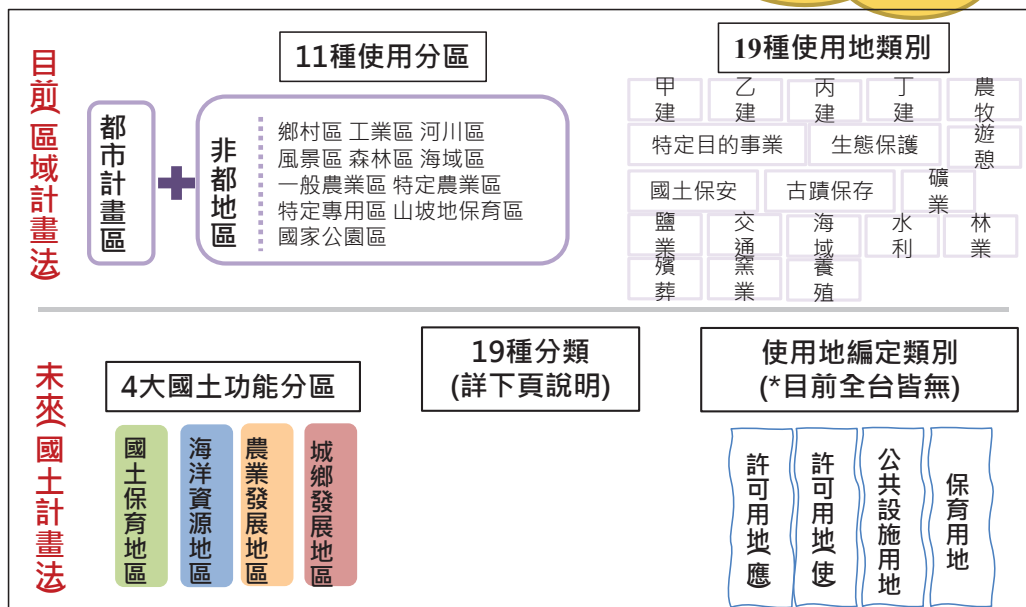 目前(區域計畫法)
11種使用分區
都市計畫區
非都地區
鄉村區 工業區 河川區
風景區 森林區 海域區
一般農業區 特定農業區
特定專用區 山坡地保育區
國家公園區
19種使用地類別
甲建
乙建
丙建
丁建
農牧
特定目的事業
生態保護
遊憩
國土保安
古蹟保存
礦業
鹽業
交通
海域
水利
林業
殯葬
窯業
養殖
未來(國土計畫法)
4大國土功能分區
國土保育地區
海洋資源地區
農業發展地區
城鄉發展地區
19種分類
(詳下頁說明)
使用地編定類別
(*目前全台皆無)
許可用地(應
許可用地(使
公共設施用地
保育用地